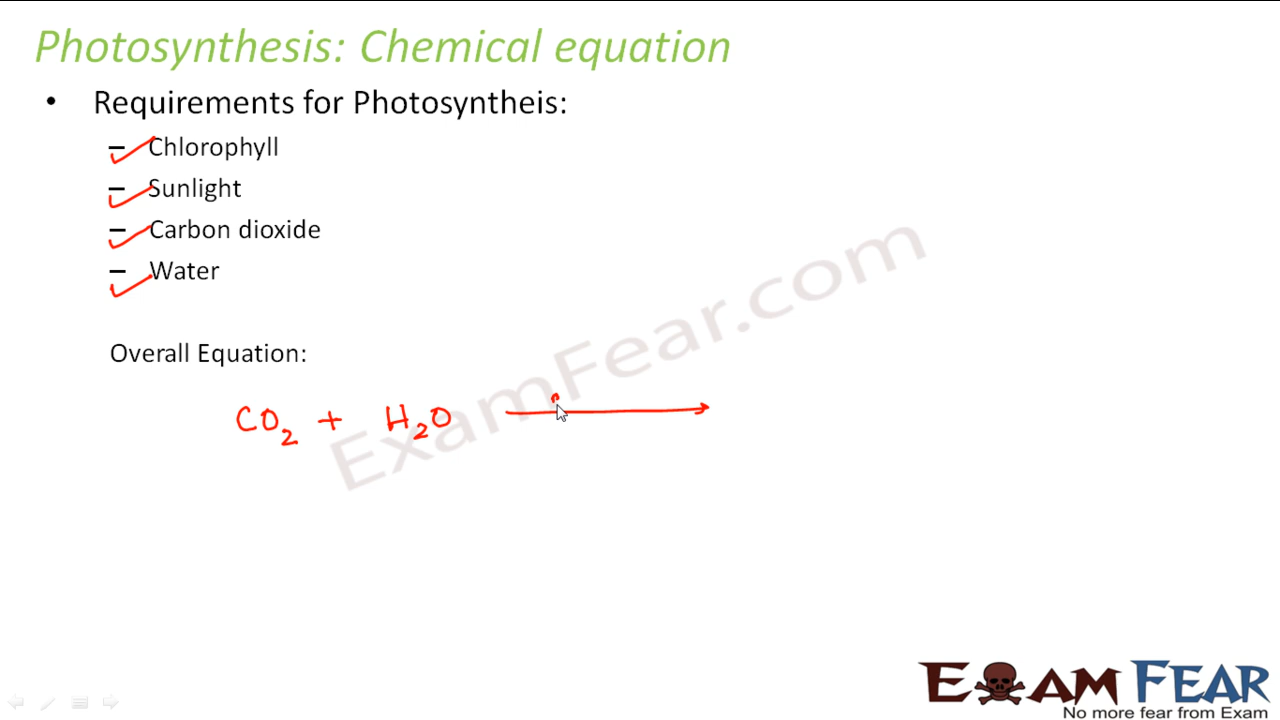 Photosynthesis: Chemical equation
• Requirements for Photosyntheis:
– Chlorophyll
– Sunlight
– Carbon dioxide
– Water
Overall Equation:
CO₂ + H₂O →
ExamFear.com
EXAM FEAR
No more fear from Exam